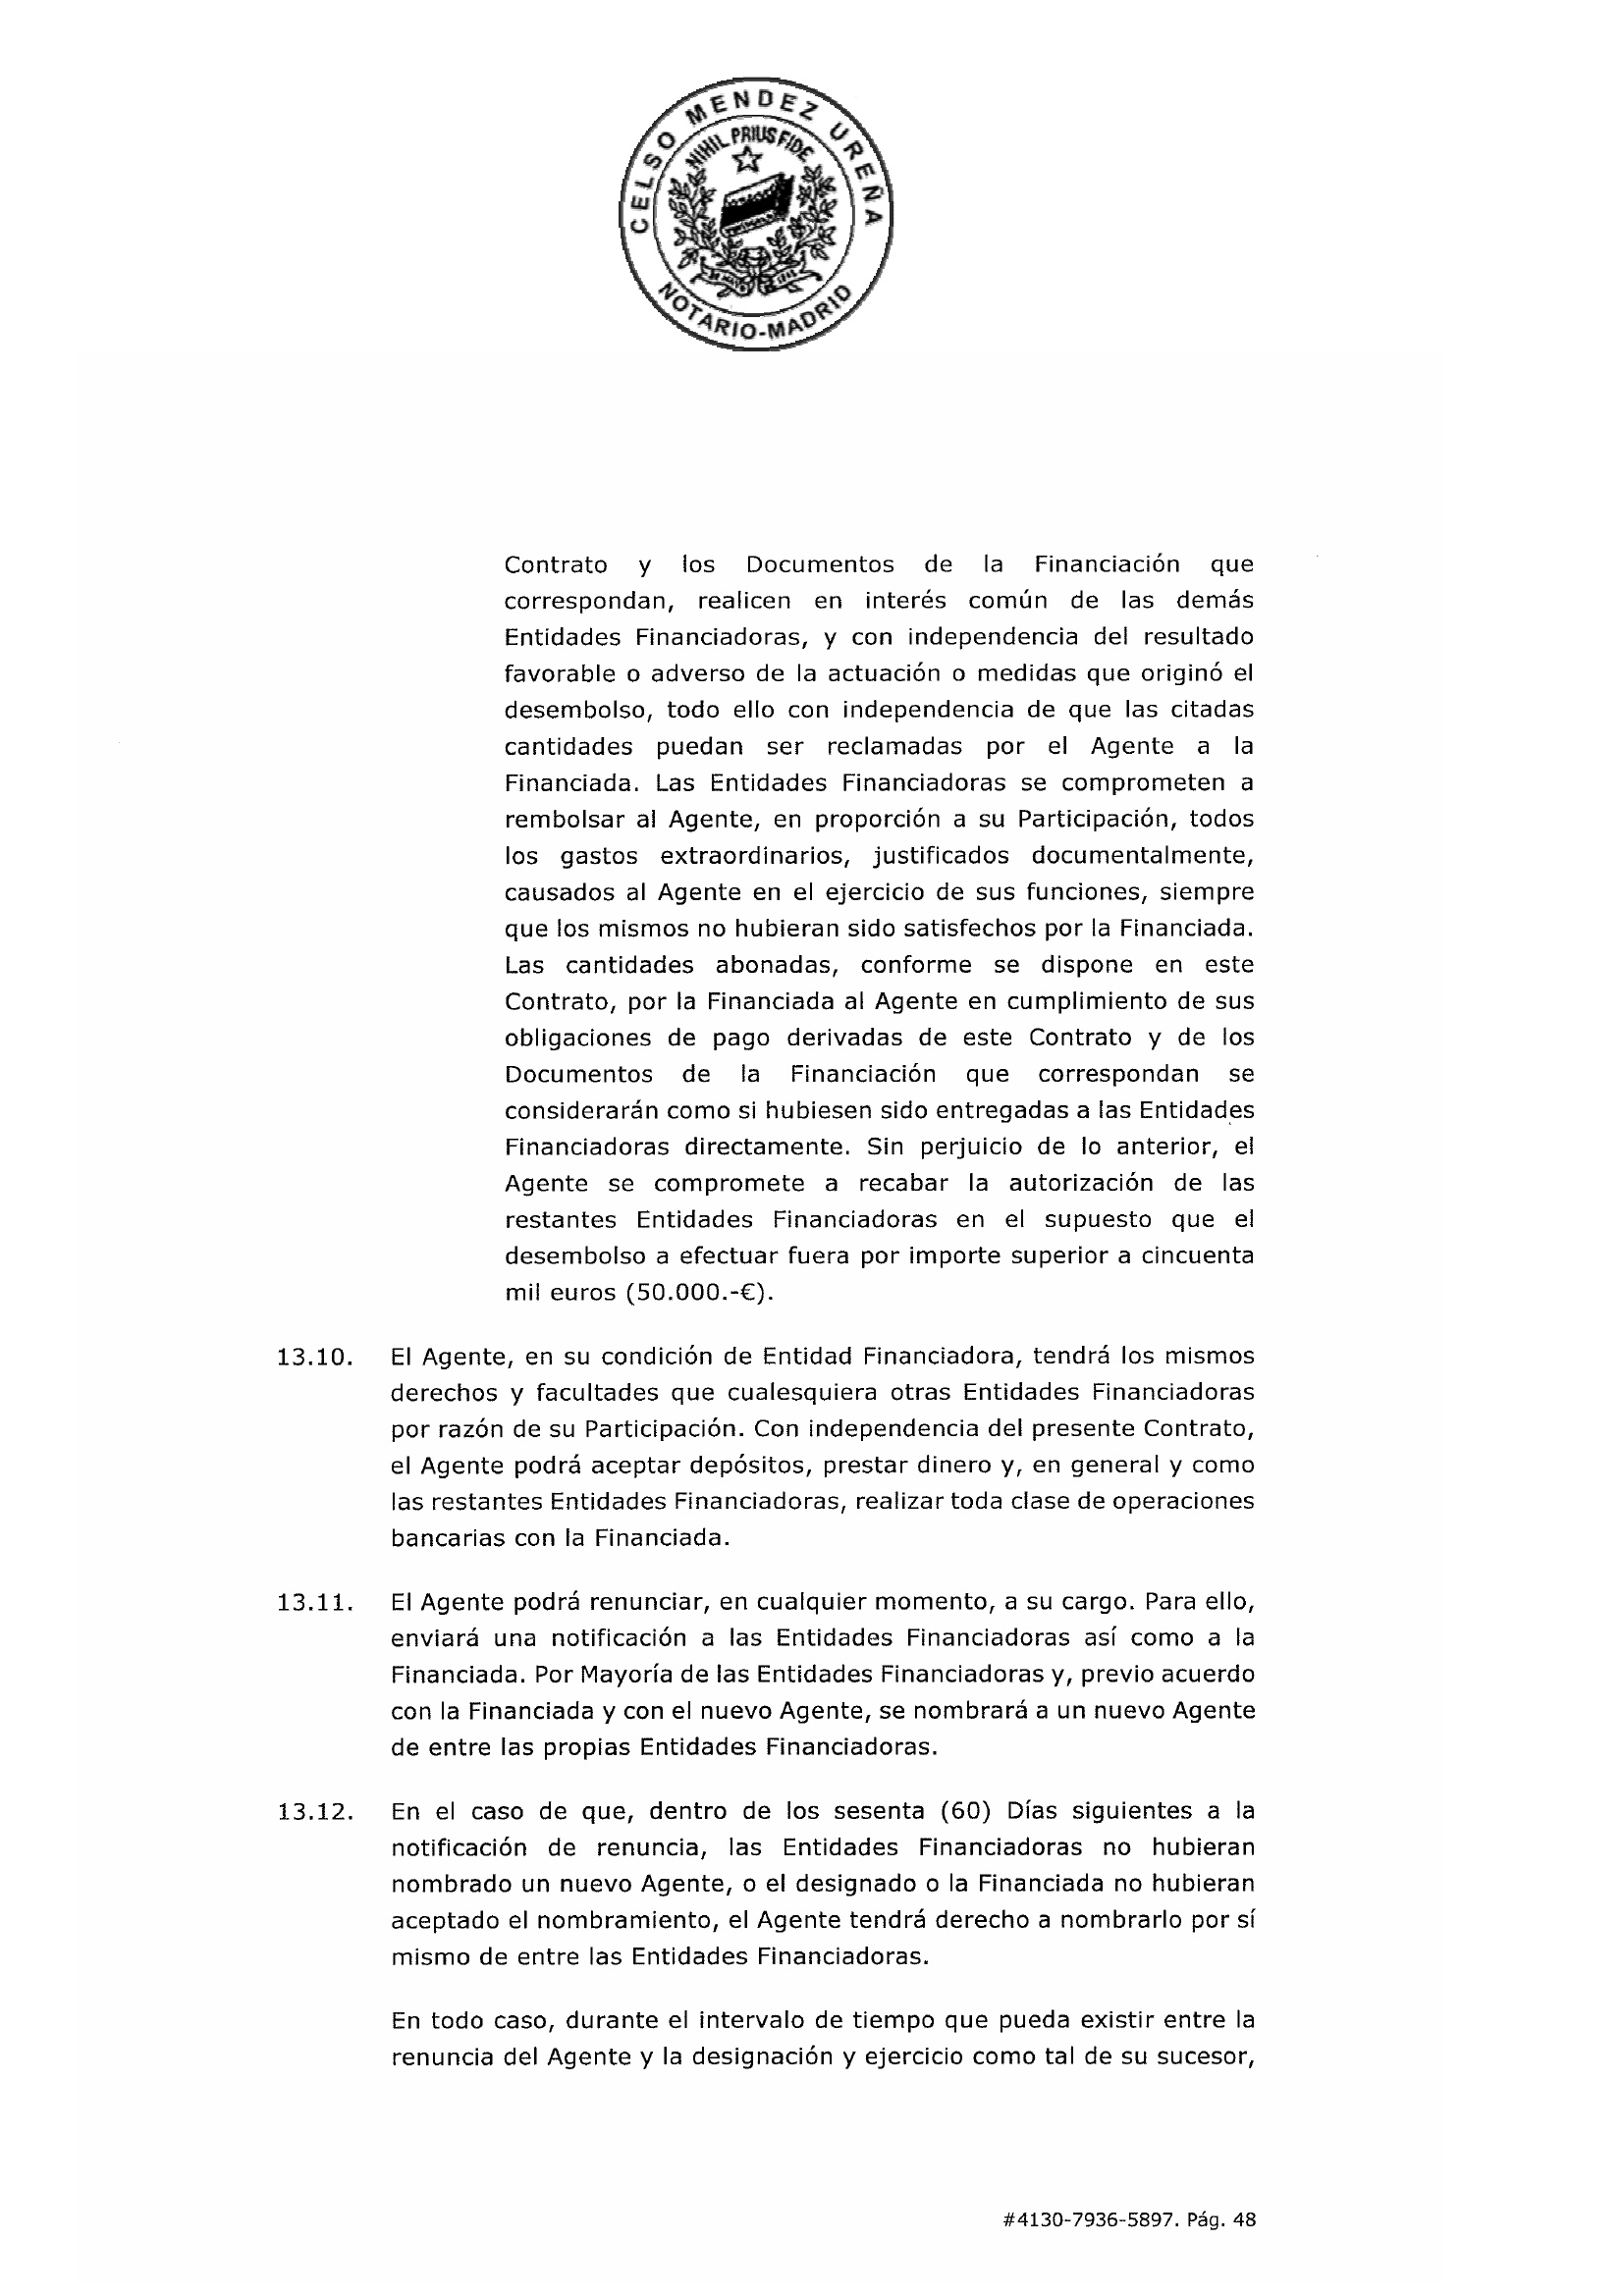 CELSO MENDEZ UREÑA
NIHIL PRIUS FIDE
NOTARIO-MADRID
Contrato y los Documentos de la Financiación que
correspondan, realicen en interés común de las demás
Entidades Financiadoras, y con independencia del resultado
favorable o adverso de la actuación o medidas que originó el
desembolso, todo ello con independencia de que las citadas
cantidades puedan ser reclamadas por el Agente a la
Financiada. Las Entidades Financiadoras se comprometen a
rembolsar al Agente, en proporción a su Participación, todos
los gastos extraordinarios, justificados documentalmente,
causados al Agente en el ejercicio de sus funciones, siempre
que los mismos no hubieran sido satisfechos por la Financiada.
Las cantidades abonadas, conforme se dispone en este
Contrato, por la Financiada al Agente en cumplimiento de sus
obligaciones de pago derivadas de este Contrato y de los
Documentos de la Financiación que correspondan se
considerarán como si hubiesen sido entregadas a las Entidades
Financiadoras directamente. Sin perjuicio de lo anterior, el
Agente se compromete a recabar la autorización de las
restantes Entidades Financiadoras en el supuesto que el
desembolso a efectuar fuera por importe superior a cincuenta
mil euros (50.000.-€).
13.10. El Agente, en su condición de Entidad Financiadora, tendrá los mismos
derechos y facultades que cualesquiera otras Entidades Financiadoras
por razón de su Participación. Con independencia del presente Contrato,
el Agente podrá aceptar depósitos, prestar dinero y, en general y como
las restantes Entidades Financiadoras, realizar toda clase de operaciones
bancarias con la Financiada.
13.11. El Agente podrá renunciar, en cualquier momento, a su cargo. Para ello,
enviará una notificación a las Entidades Financiadoras así como a la
Financiada. Por Mayoría de las Entidades Financiadoras y, previo acuerdo
con la Financiada y con el nuevo Agente, se nombrará a un nuevo Agente
de entre las propias Entidades Financiadoras.
13.12. En el caso de que, dentro de los sesenta (60) Días siguientes a la
notificación de renuncia, las Entidades Financiadoras no hubieran
nombrado un nuevo Agente, o el designado o la Financiada no hubieran
aceptado el nombramiento, el Agente tendrá derecho a nombrarlo por sí
mismo de entre las Entidades Financiadoras.
En todo caso, durante el intervalo de tiempo que pueda existir entre la
renuncia del Agente y la designación y ejercicio como tal de su sucesor,
#4130-7936-5897. Pág. 48